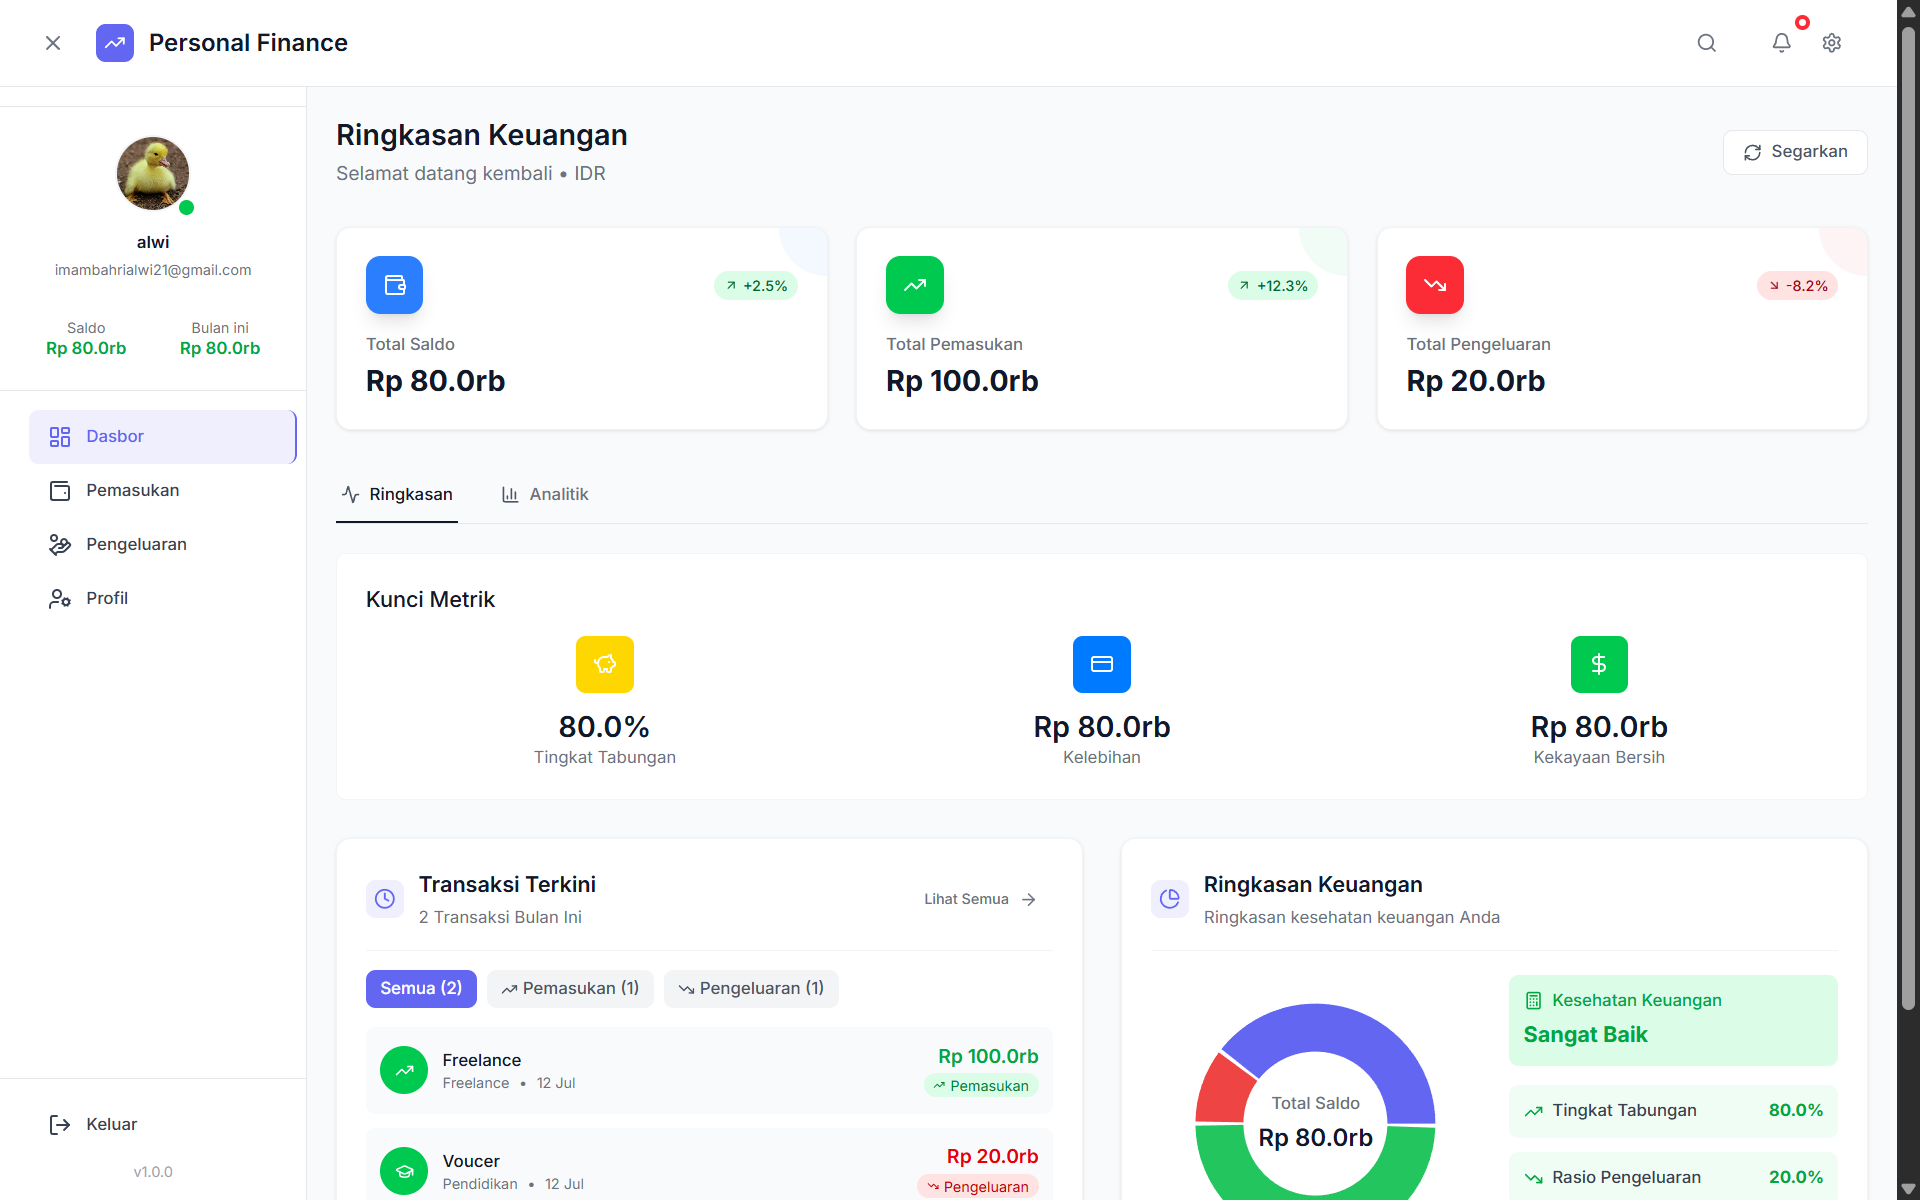 Personal Finance
alwi
imambahrialwi21@gmail.com
Saldo
Rp 80.0rb
Bulan ini
Rp 80.0rb
Dasbor
Pemasukan
Pengeluaran
Profil
Keluar
v1.0.0
Ringkasan Keuangan
Selamat datang kembali • IDR
Segarkan
+2.5%
Total Saldo
Rp 80.0rb
+12.3%
Total Pemasukan
Rp 100.0rb
-8.2%
Total Pengeluaran
Rp 20.0rb
Ringkasan
Analitik
Kunci Metrik
80.0%
Tingkat Tabungan
Rp 80.0rb
Kelebihan
Rp 80.0rb
Kekayaan Bersih
Transaksi Terkini
2 Transaksi Bulan Ini
Lihat Semua
Semua (2)
Pemasukan (1)
Pengeluaran (1)
Freelance
Freelance • 12 Jul
Rp 100.0rb
Pemasukan
Voucer
Pendidikan • 12 Jul
Rp 20.0rb
Pengeluaran
Ringkasan Keuangan
Ringkasan kesehatan keuangan Anda
Total Saldo
Rp 80.0rb
Kesehatan Keuangan
Sangat Baik
Tingkat Tabungan
80.0%
Rasio Pengeluaran
20.0%